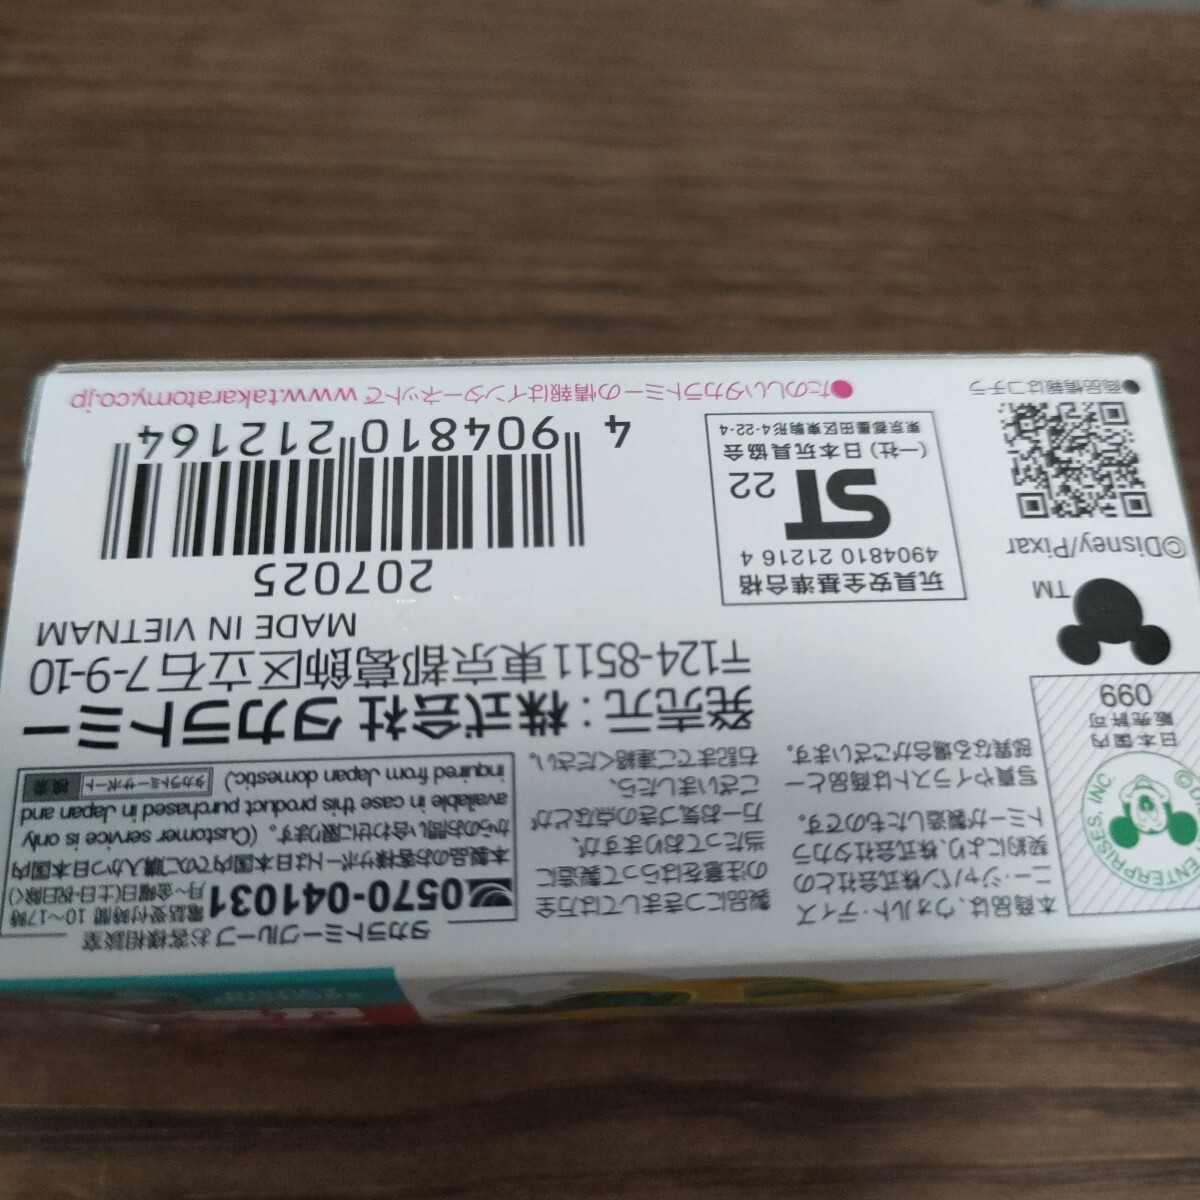 ENTERPRISES, INC.
©
日本国内
販売許可
099
TM
©Disney/Pixar
●商品情報はコチラ
本商品は、ウォルト・ディズ
ニー・ジャパン株式会社との
契約により、株式会社タカラ
トミーが製造したものです。
写真やイラストは商品と一
部異なる場合がございます。
玩具安全基準合格
4904810 21216 4
ST
22
(一社) 日本玩具協会
東京都墨田区東駒形4-22-4
製品につきましては万全
の注意をはらって製造に
当たっておりますが、
万一お気づきの点などが
ございましたら、
右記までご連絡ください。
タカラトミーグループ お客様相談室
0570-041031
電話受付時間 10〜17時
月〜金曜日(土・日・祝日除く)
本製品のお客様サポートは日本国内でのご購入かつ日本国内
からのお問い合わせに限ります。(Customer service is only
available in case this product purchased in Japan and
inquired from Japan domestic.)
タカラトミーサポート
検索
発売元：株式会社 タカラトミー
〒124-8511東京都葛飾区立石7-9-10
MADE IN VIETNAM
207025
4 904810 212164
●たのしいタカラトミーの情報はインターネットで www.takaratomy.co.jp